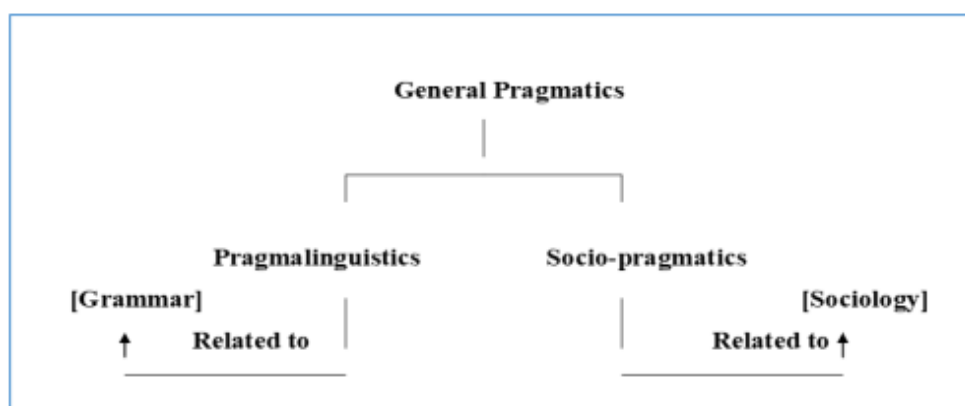 General Pragmatics
Pragmalinguistics Socio-pragmatics
[Grammar] [Sociology]
Related to Related to